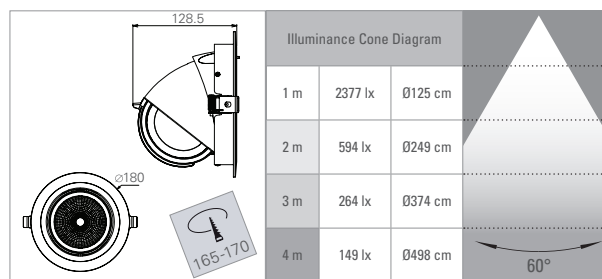 128.5
∅180
165-170
Illuminance Cone Diagram
1 m 2377 lx Ø125 cm
2 m 594 lx Ø249 cm
3 m 264 lx Ø374 cm
4 m 149 lx Ø498 cm
60°